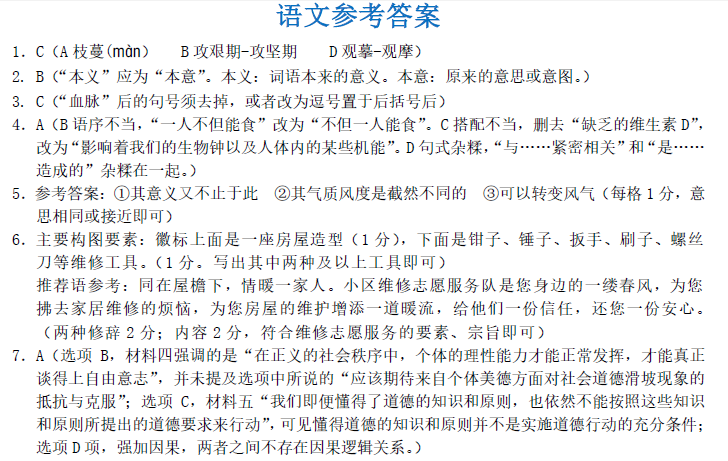 语文参考答案
1．C（A 枝蔓(màn）  B 攻艰期-攻坚期  D 观摹-观摩）
2．B（“本义”应为“本意”。本义：词语本来的意义。本意：原来的意思或意图。）
3．C（“血脉”后的句号须去掉，或者改为逗号置于后括号后）
4．A（B 语序不当，“一人不但能食”改为“不但一人能食”。C 搭配不当，删去“缺乏的维生素 D”，
改为“影响着我们的生物钟以及人体内的某些机能”。D 句式杂糅，“与……紧密相关”和“是……
造成的”杂糅在一起。）
5．参考答案：①其意义又不止于此  ②其气质风度是截然不同的  ③可以转变风气（每格 1 分，意
思相同或接近即可）
6．主要构图要素：徽标上面是一座房屋造型（1 分），下面是钳子、锤子、扳手、刷子、螺丝
刀等维修工具。（1 分。写出其中两种及以上工具即可）
推荐语参考：同在屋檐下，情暖一家人。小区维修志愿服务队是您身边的一缕春风，为您
拂去家居维修的烦恼，为您房屋的维护增添一道暖流，给他们一份信任，还您一份安心。
（两种修辞 2 分；内容 2 分，符合维修志愿服务的要素、宗旨即可）
7．A（选项 B，材料四强调的是“在正义的社会秩序中，个体的理性能力才能正常发挥，才能真正
谈得上自由意志”，并未提及选项中所说的“应该期待来自个体美德方面对社会道德滑坡现象的
抵抗与克服”；选项 C，材料五“我们即便懂得了道德的知识和原则，也依然不能按照这些知识
和原则所提出的道德要求来行动”，可见懂得道德的知识和原则并不是实施道德行动的充分条件；
选项 D 项，强加因果，两者之间不存在因果逻辑关系。）